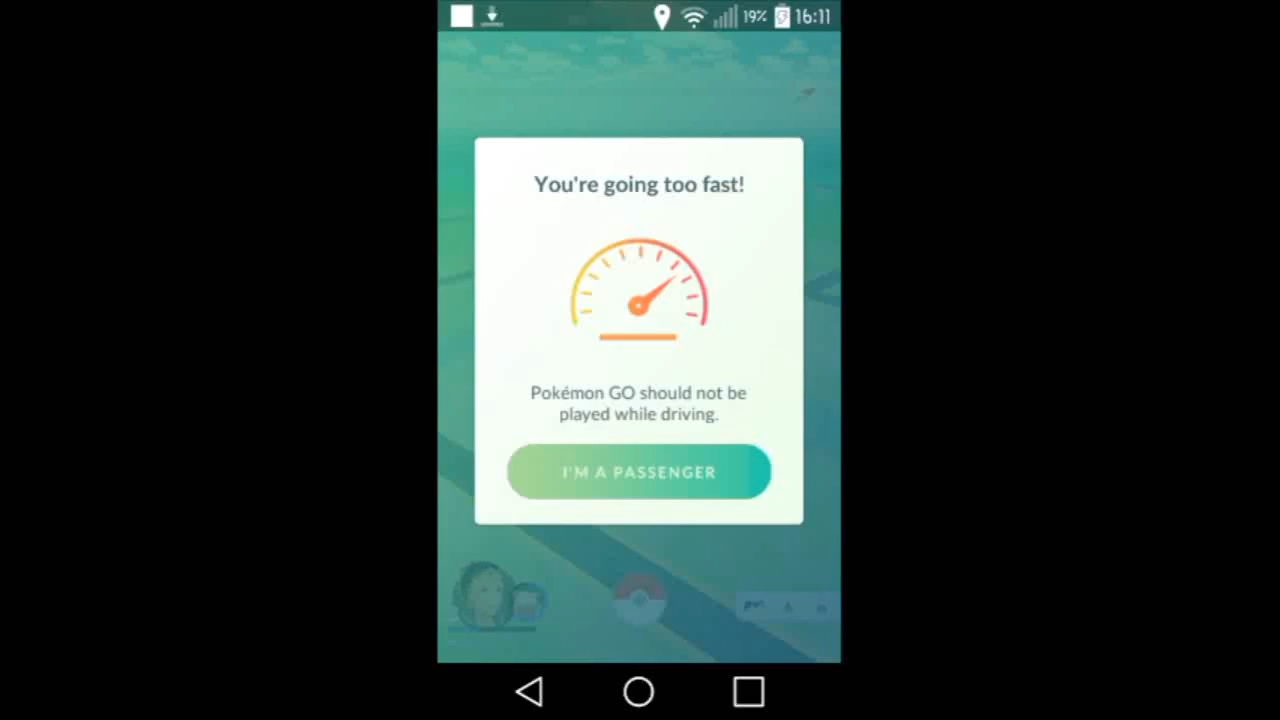 19% 16:11
You're going too fast!
Pokémon GO should not be
played while driving.
I'M A PASSENGER